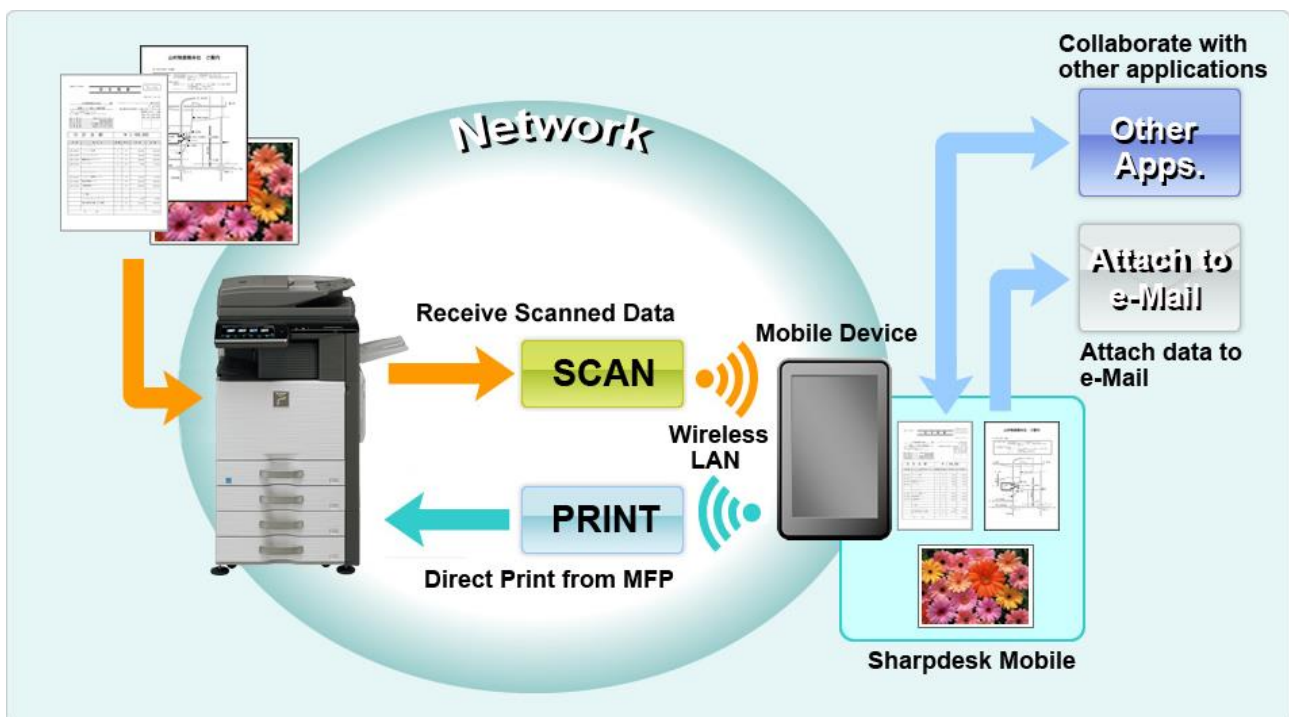 Collaborate with
other applications
Other
Apps.
Network
Attach to
e-Mail
Attach data to
e-Mail
Receive Scanned Data
SCAN
Mobile Device
Wireless
LAN
PRINT
Direct Print from MFP
Sharpdesk Mobile